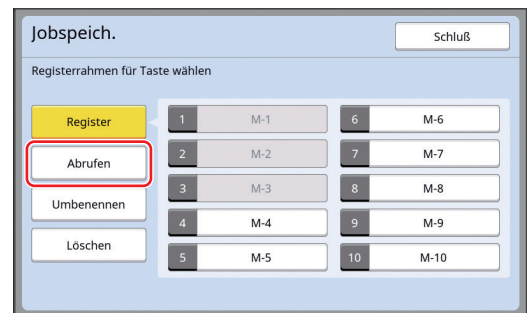 Jobspeich.
Schluß
Registerrahmen für Taste wählen
Register
Abrufen
Umbenennen
Löschen
1 M-1
2 M-2
3 M-3
4 M-4
5 M-5
6 M-6
7 M-7
8 M-8
9 M-9
10 M-10